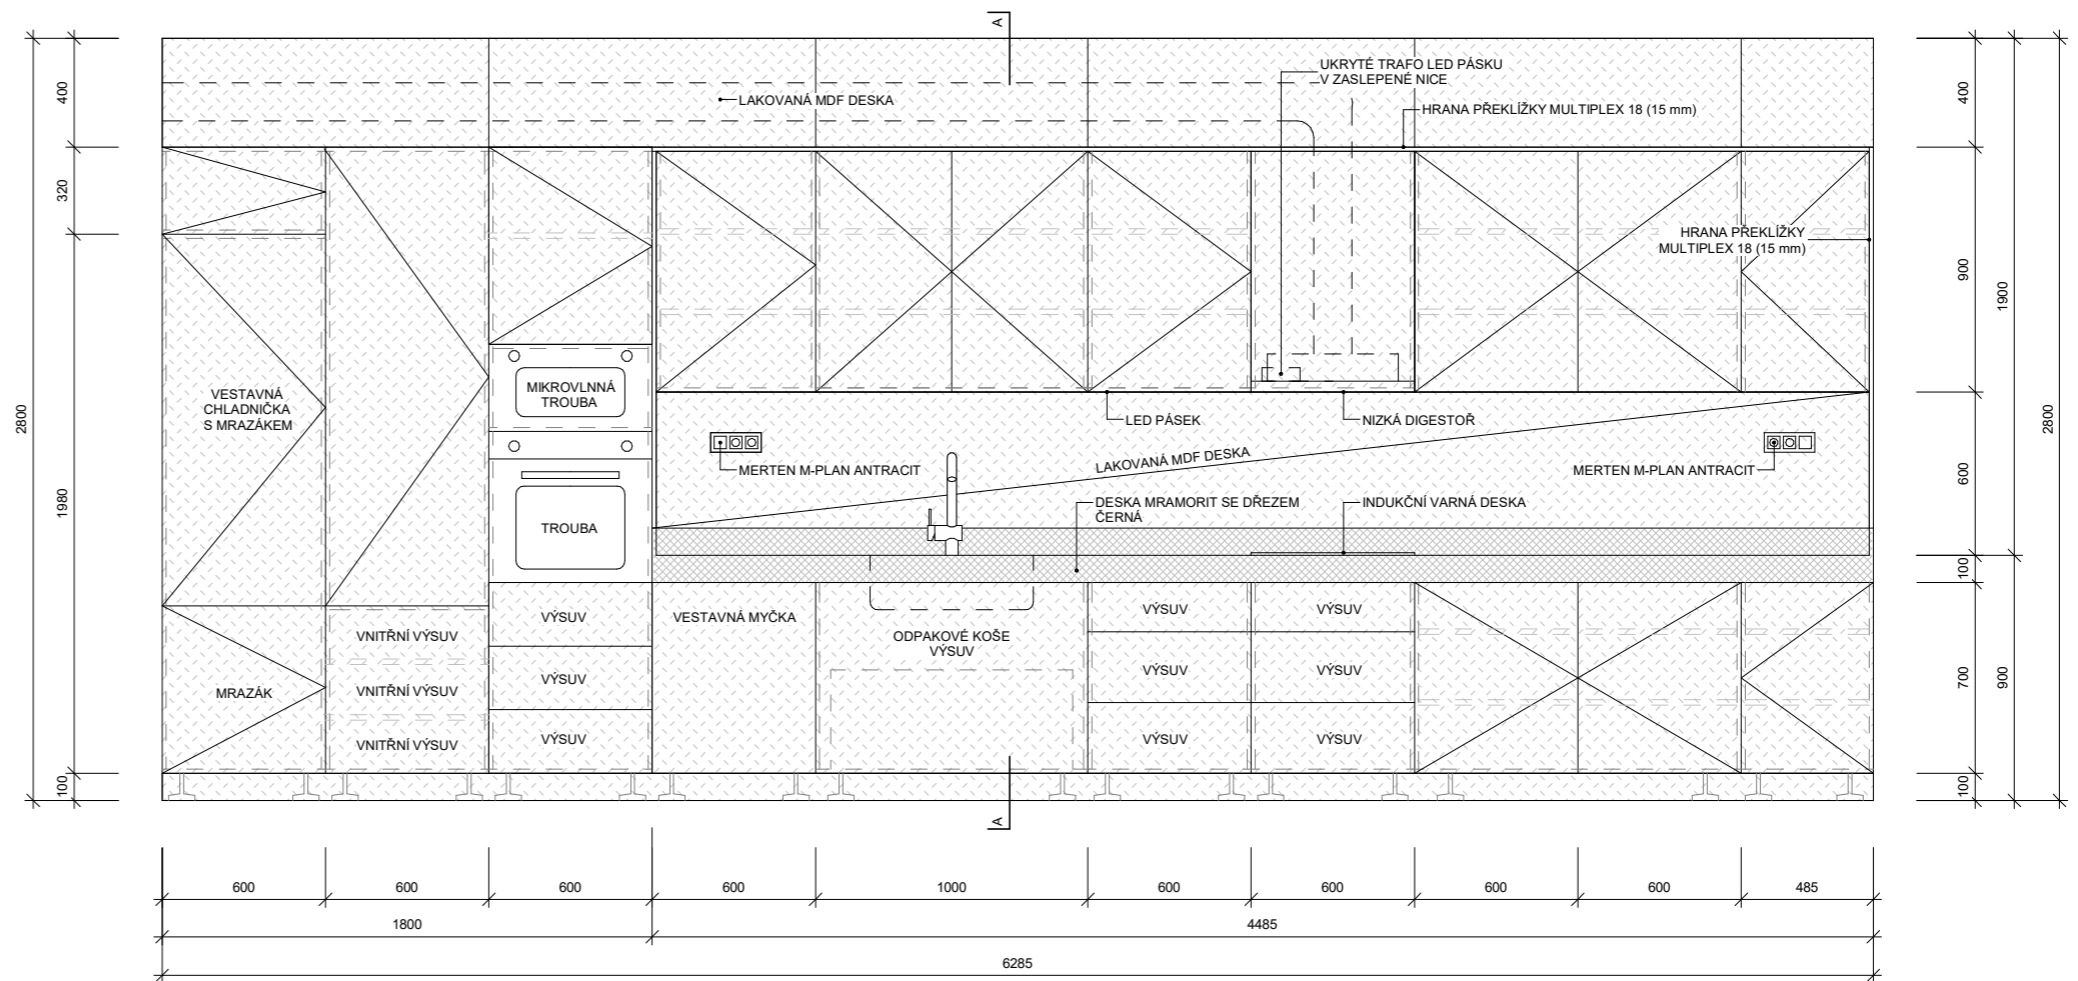 A
UKRYTÉ TRAFO LED PÁSKU
V ZASLEPENÉ NICE
LAKOVANÁ MDF DESKA
HRANA PŘEKLÍŽKY MULTIPLEX 18 (15 mm)
HRANA PŘEKLÍŽKY
MULTIPLEX 18 (15 mm)
VESTAVNÁ
CHLADNIČKA
S MRAZÁKEM
MIKROVLNNÁ
TROUBA
LED PÁSEK
NIZKÁ DIGESTOŘ
MERTEN M-PLAN ANTRACIT
LAKOVANÁ MDF DESKA
MERTEN M-PLAN ANTRACIT
TROUBA
DESKA MRAMORIT SE DŘEZEM
ČERNÁ
INDUKČNÍ VARNÁ DESKA
VNITŘNÍ VÝSUV
VNITŘNÍ VÝSUV
VNITŘNÍ VÝSUV
MRAZÁK
VÝSUV
VÝSUV
VÝSUV
VESTAVNÁ MYČKA
ODPAKOVÉ KOŠE
VÝSUV
VÝSUV
VÝSUV
VÝSUV
VÝSUV
VÝSUV
VÝSUV
A
2800
400
320
1980
100
400
900
600
100
700
100
1900
900
2800
600
600
600
600
1000
600
600
600
600
485
1800
4485
6285